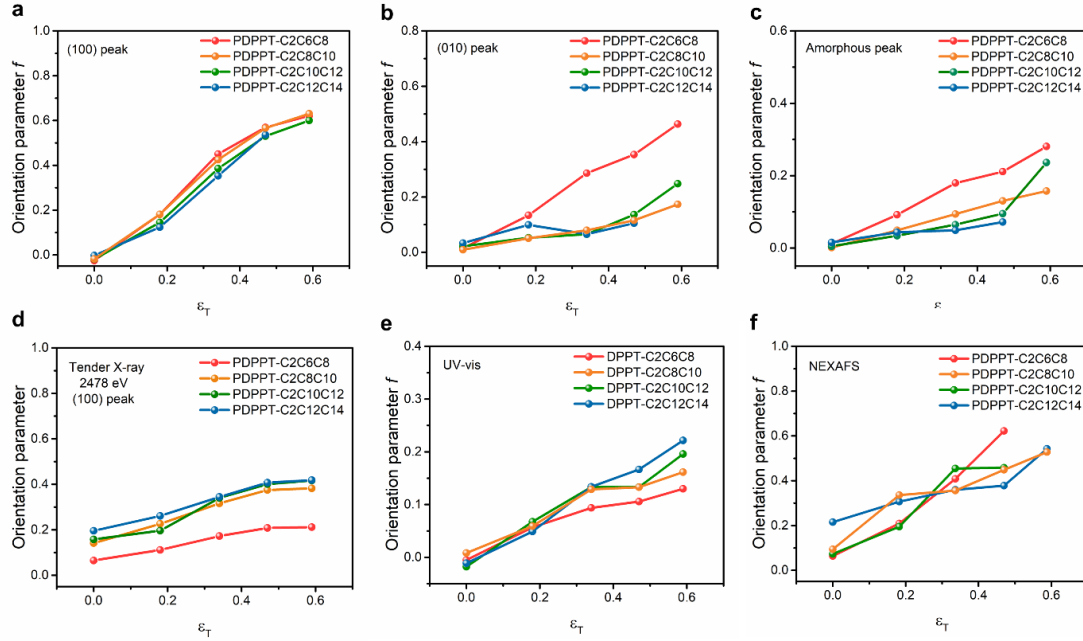 a
Orientation parameter f
1.0
0.8
0.6
0.4
0.2
0.0
(100) peak
PDPPT-C2C6C8
PDPPT-C2C8C10
PDPPT-C2C10C12
PDPPT-C2C12C14
0.0 0.2 0.4 0.6
εT
b
Orientation parameter f
0.8
0.6
0.4
0.2
0.0
(010) peak
PDPPT-C2C6C8
PDPPT-C2C8C10
PDPPT-C2C10C12
PDPPT-C2C12C14
0.0 0.2 0.4 0.6
εT
c
Orientation parameter f
0.6
0.4
0.2
0.0
Amorphous peak
PDPPT-C2C6C8
PDPPT-C2C8C10
PDPPT-C2C10C12
PDPPT-C2C12C14
0.0 0.2 0.4 0.6
d
Orientation parameter
1.0
0.8
0.6
0.4
0.2
0.0
Tender X-ray
2478 eV
(100) peak
PDPPT-C2C6C8
PDPPT-C2C8C10
PDPPT-C2C10C12
PDPPT-C2C12C14
0.0 0.2 0.4 0.6
εT
e
Orientation parameter f
0.4
0.3
0.2
0.1
0.0
UV-vis
DPPT-C2C6C8
DPPT-C2C8C10
DPPT-C2C10C12
DPPT-C2C12C14
0.0 0.2 0.4 0.6
εT
f
Orientation parameter f
1.0
0.8
0.6
0.4
0.2
0.0
NEXAFS
PDPPT-C2C6C8
PDPPT-C2C8C10
PDPPT-C2C10C12
PDPPT-C2C12C14
0.0 0.2 0.4 0.6
εT